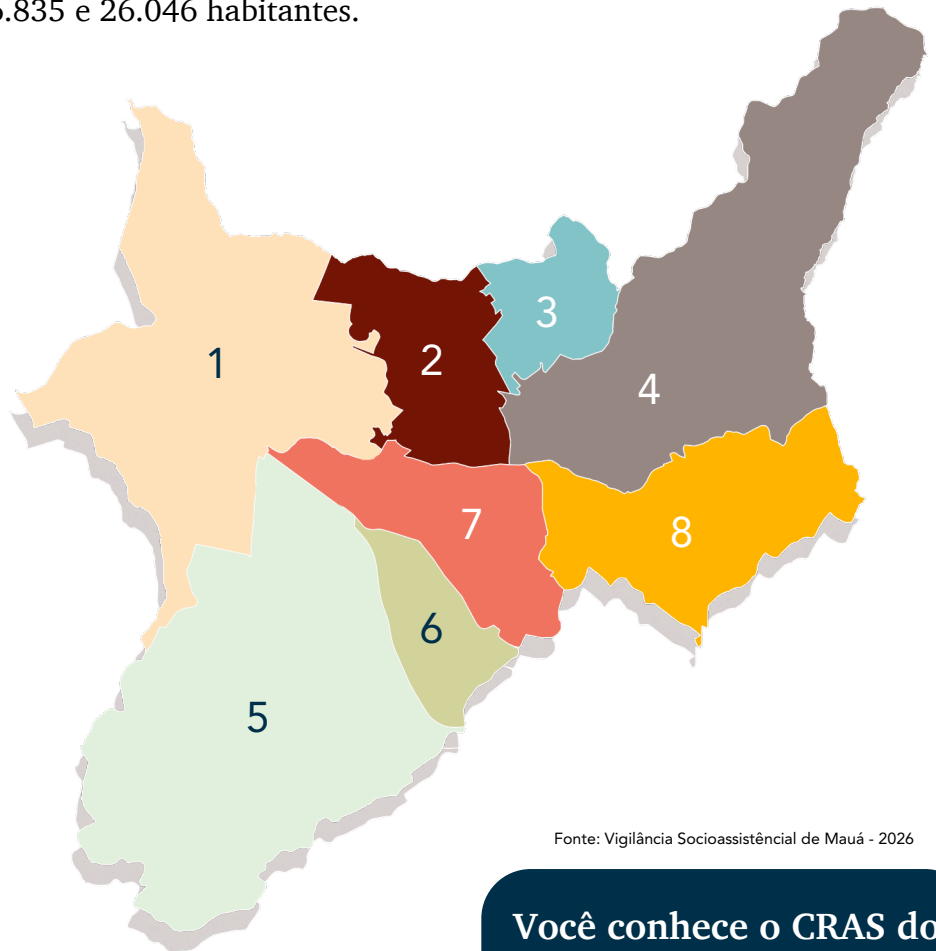 .835 e 26.046 habitantes.
3
1
2
4
7
8
6
5
Fonte: Vigilância Socioassistêncial de Mauá - 2026
Você conhece o CRAS do